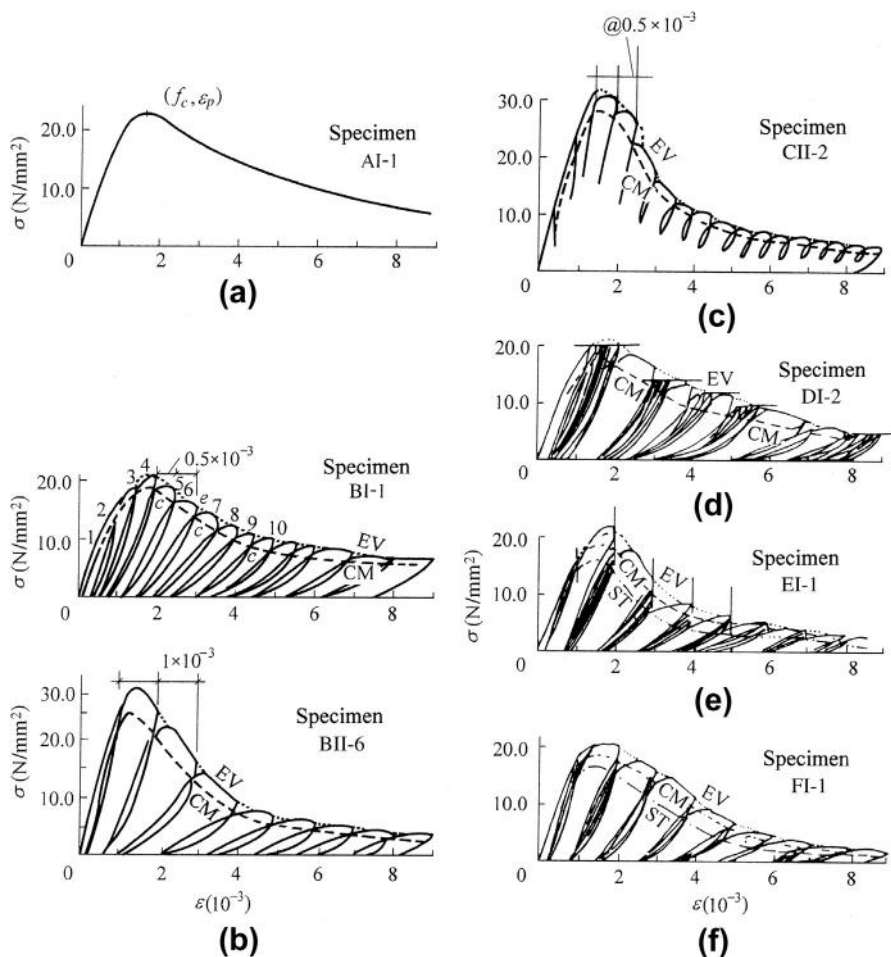 (f_c, ε_p)
20.0
10.0
σ (N/mm²)
Specimen
AI-1
0 2 4 6 8
(a)
0.5×10⁻³
20.0
10.0
σ (N/mm²)
1 2 3 4 5 6 e 7 8 9 10
c c c
EV
CM
Specimen
BI-1
0 2 4 6 8
1×10⁻³
30.0
20.0
10.0
σ (N/mm²)
EV
CM
Specimen
BII-6
0 2 4 6 8
ε(10⁻³)
(b)
@0.5×10⁻³
30.0
20.0
10.0
EV
CM
Specimen
CII-2
0 2 4 6 8
(c)
20.0
10.0
CM EV
CM
Specimen
DI-2
0 2 4 6 8
(d)
20.0
10.0
σ (N/mm²)
CM EV
ST
Specimen
EI-1
0 2 4 6 8
(e)
20.0
10.0
CM EV
ST
Specimen
FI-1
0 2 4 6 8
ε(10⁻³)
(f)